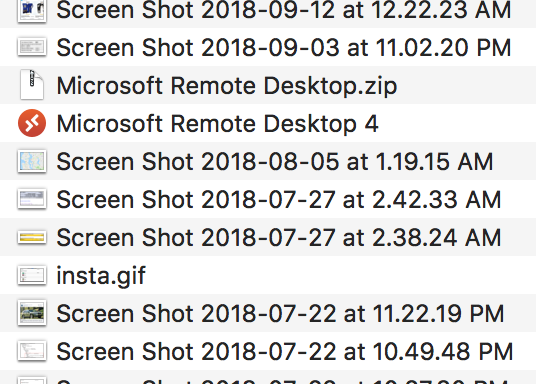 Screen Shot 2018-09-12 at 12.22.23 AM
Screen Shot 2018-09-03 at 11.02.20 PM
Microsoft Remote Desktop.zip
Microsoft Remote Desktop 4
Screen Shot 2018-08-05 at 1.19.15 AM
Screen Shot 2018-07-27 at 2.42.33 AM
Screen Shot 2018-07-27 at 2.38.24 AM
insta.gif
Screen Shot 2018-07-22 at 11.22.19 PM
Screen Shot 2018-07-22 at 10.49.48 PM